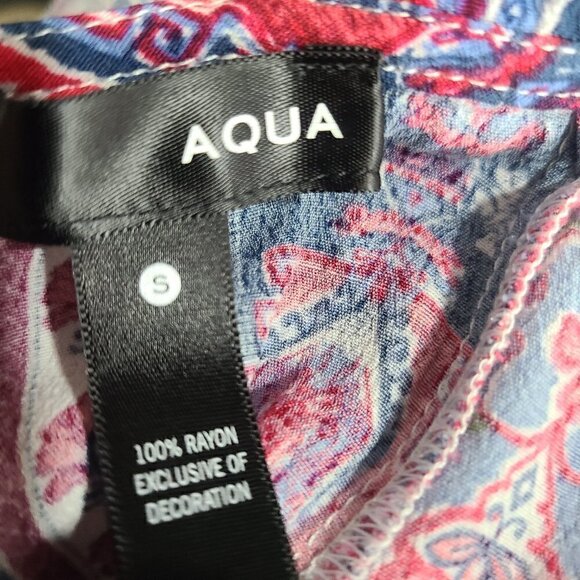 AQUA
S
100% RAYON
EXCLUSIVE OF
DECORATION